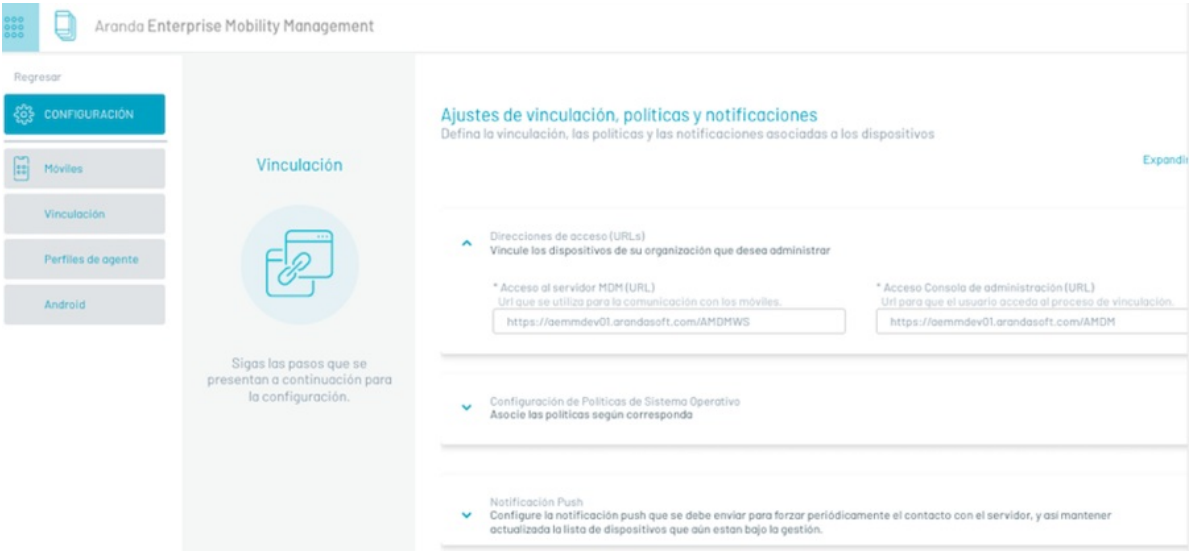 Aranda Enterprise Mobility Management
Regresar
CONFIGURACIÓN
Móviles
Vinculación
Perfiles de agente
Android
Vinculación
Sigas las pasos que se
presentan a continuación para
la configuración.
Ajustes de vinculación, políticas y notificaciones
Defina la vinculación, las políticas y las notificaciones asociadas a los dispositivos
Expandir
Direcciones de acceso (URLs)
Vincule los dispositivos de su organización que desea administrar
* Acceso al servidor MDM (URL)
Url que se utiliza para la comunicación con los móviles.
https://aemmdev01.arandasoft.com/AMDMWS
* Acceso Consola de administración (URL)
Url para que el usuario acceda al proceso de vinculación.
https://aemmdev01.arandasoft.com/AMDM
Configuración de Políticas de Sistema Operativo
Asocie las políticas según corresponda
Notificación Push
Configure la notificación push que se debe enviar para forzar periódicamente el contacto con el servidor, y así mantener
actualizada la lista de dispositivos que aún estan bajo la gestión.